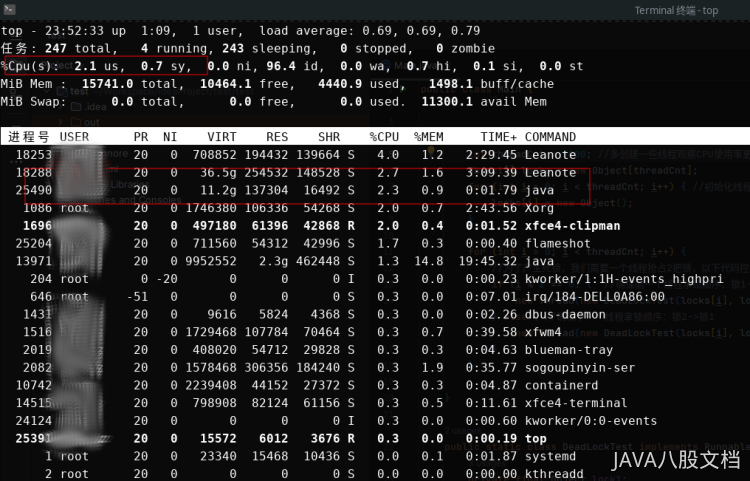 Terminal 终端 - top
top - 23:52:33 up  1:09,  1 user,  load average: 0.69, 0.69, 0.79
任务: 247 total,   4 running, 243 sleeping,   0 stopped,   0 zombie
%Cpu(s):  2.1 us,  0.7 sy,  0.0 ni, 96.4 id,  0.0 wa,  0.7 hi,  0.1 si,  0.0 st
MiB Mem :  15741.0 total,  10464.1 free,   4440.9 used,   1498.1 buff/cache
MiB Swap:      0.0 total,      0.0 free,      0.0 used.  11300.1 avail Mem
进程号 USER      PR  NI    VIRT    RES    SHR    %CPU  %MEM     TIME+ COMMAND
18253 20 0 708852 194432 139664 S 4.0 1.2 2:29.45 Leanote
18288 20 0 36.5g 254532 148528 S 2.7 1.6 3:09.39 Leanote
25490 20 0 11.2g 137304 16492 S 2.3 0.9 0:01.79 java
1086 root 20 0 1746380 106336 54268 S 2.0 0.7 2:43.56 Xorg
1696 20 0 497180 61396 42868 R 2.0 0.4 0:01.52 xfce4-clipman
25204 20 0 711560 54312 42996 S 1.7 0.3 0:00.40 flameshot
13971 20 0 9952552 2.3g 462448 S 1.3 14.8 19:45.32 java
204 root 0 -20 0 0 0 I 0.3 0.0 0:00.23 kworker/1:1H-events_highpri
646 root -51 0 0 0 0 S 0.3 0.0 0:07.01 irq/184-DELL0A86:00
1431 20 0 9616 5824 4368 S 0.3 0.0 0:02.26 dbus-daemon
1516 20 0 1729468 107784 70464 S 0.3 0.7 0:39.58 xfwm4
2019 20 0 408020 54712 29828 S 0.3 0.3 0:04.63 blueman-tray
2082 20 0 1578468 306356 184240 S 0.3 1.9 0:35.77 sogoupinyin-ser
10742 20 0 2239408 44152 27372 S 0.3 0.3 0:04.84 containerd
14515 20 0 798908 82124 61156 S 0.3 0.5 0:11.61 xfce4-terminal
24124 20 0 0 0 0 I 0.3 0.0 0:00.60 kworker/0:0-events
25391 20 0 15572 6012 3676 R 0.3 0.0 0:00.19 top
1 root 20 0 23340 15468 10436 S 0.0 0.1 0:01.87 systemd
2 root 20 0 0 0 0 S 0.0 0.0 0:00.00 kthreadd
JAVA八股文档